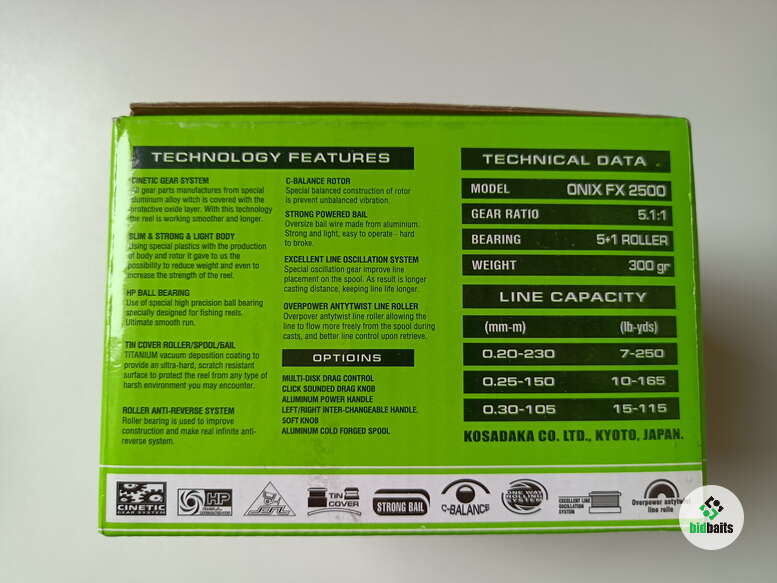 TECHNOLOGY FEATURES
CINETIC GEAR SYSTEM
All gear parts manufactures from special
aluminum alloy witch is covered with the
protective oxide layer. With this technology
the reel is working smoother and longer.
SLIM & STRONG & LIGHT BODY
Using special plastics with the production
of body and rotor it gave to us the
possibility to reduce weight and even to
increase the strength of the reel.
HP BALL BEARING
Use of special high precision ball bearing
specially designed for fishing reels.
Ultimate smooth run.
TIN COVER ROLLER/SPOOL/БAIL
TITANIUM vacuum deposition coating to
provide an ultra-hard, scratch resistant
surface to protect the reel from any type of
harsh environment you may encounter.
ROLLER ANTI-REVERSE SYSTEM
Roller bearing is used to improve
construction and make real infinite anti-
reverse system.
C-BALANCE ROTOR
Special balanced construction of rotor
is prevent unbalanced vibration.
STRONG POWERED BAIL
Oversize bail wire made from aluminium.
Strong and light, easy to operate– hard
to broke.
EXCELLENT LINE OSCILLATION SYSTEM
Special oscillation gear improve line
placement on the spool. As result is longer
casting distance, keeping line life longer.
OVERPOWER ANTYTWIST LINE ROLLER
Overpower antytwist line roller allowing the
line to flow more freely from the spool during
casts, and better line control upon retrieve.
OPTIOINS
MULTI-DISK DRAG CONTROL
CLICK SOUNDED DRAG KNOB
ALUMINUM POWER HANDLE
LEFT/RIGHT INTER-CHANGEABLE HANDLE,
SOFT KNOB
ALUMINUM COLD FORGED SPOOL
TECHNICAL DATA
MODEL ONIX FX 2500
GEAR RATIO 5.1:1
BEARING 5+1 ROLLER
WEIGHT 300 gr
LINE CAPACITY
(mm-m) (lb-yds)
0.20-230 7-250
0.25-150 10-165
0.30-105 15-115
KOSADAKA CO. LTD., KYOTO, JAPAN.
CINETIC
GEAR SYSTEM
HP
TIN
COVER
STRONG BAIL
C-BALANCE
ONE WAY
ROLLING
SYSTEM
EXCELLENT LINE
OSCILLATION
SYSTEM
Overpower antytwi
line rolle
bidbaits